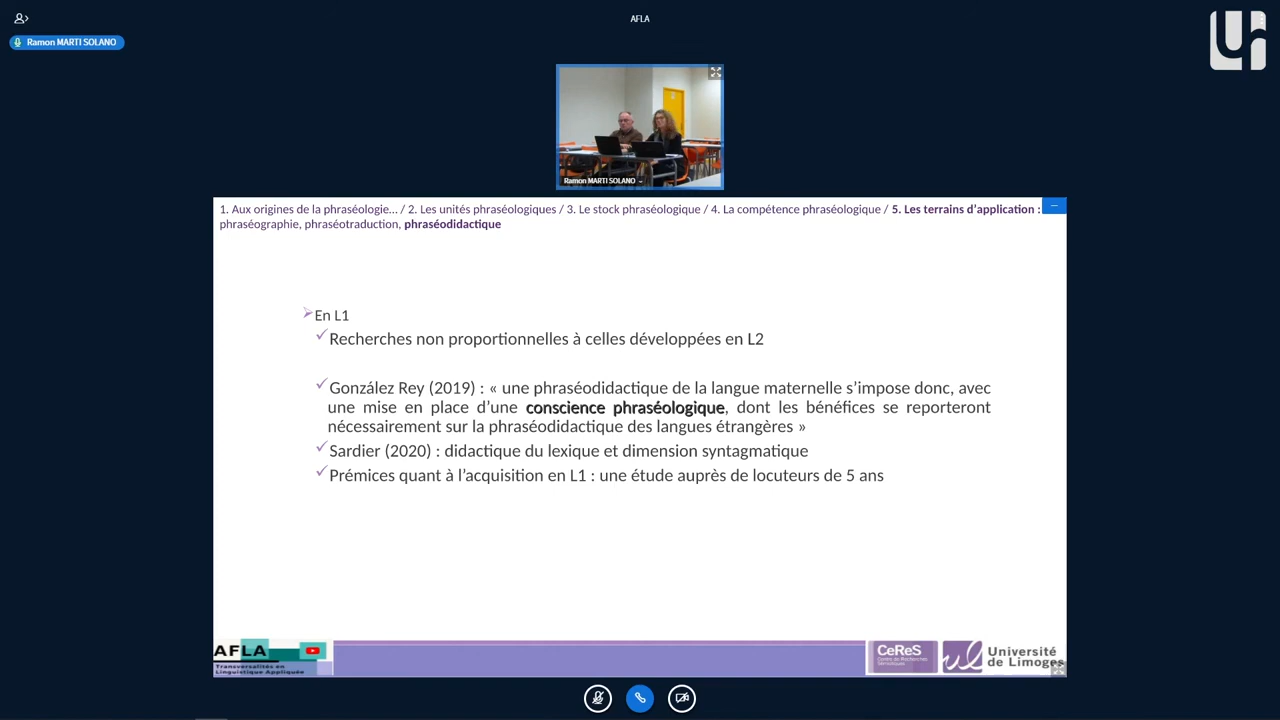 AFLA
Ramon MARTI SOLANO
Ramon MARTI SOLANO
1. Aux origines de la phraséologie... / 2. Les unités phraséologiques / 3. Le stock phraséologique / 4. La compétence phraséologique / 5. Les terrains d'application :
phraséographie, phraséotraduction, phraséodidactique
En L1
Recherches non proportionnelles à celles développées en L2
González Rey (2019) : « une phraséodidactique de la langue maternelle s'impose donc, avec
une mise en place d'une conscience phraséologique, dont les bénéfices se reporteront
nécessairement sur la phraséodidactique des langues étrangères »
Sardier (2020) : didactique du lexique et dimension syntagmatique
Prémices quant à l'acquisition en L1 : une étude auprès de locuteurs de 5 ans
AFLA
Transversalités en
Linguistique Appliquée
CeReS
Centre de Recherches
Sémiotiques
ul
Université
de Limoges